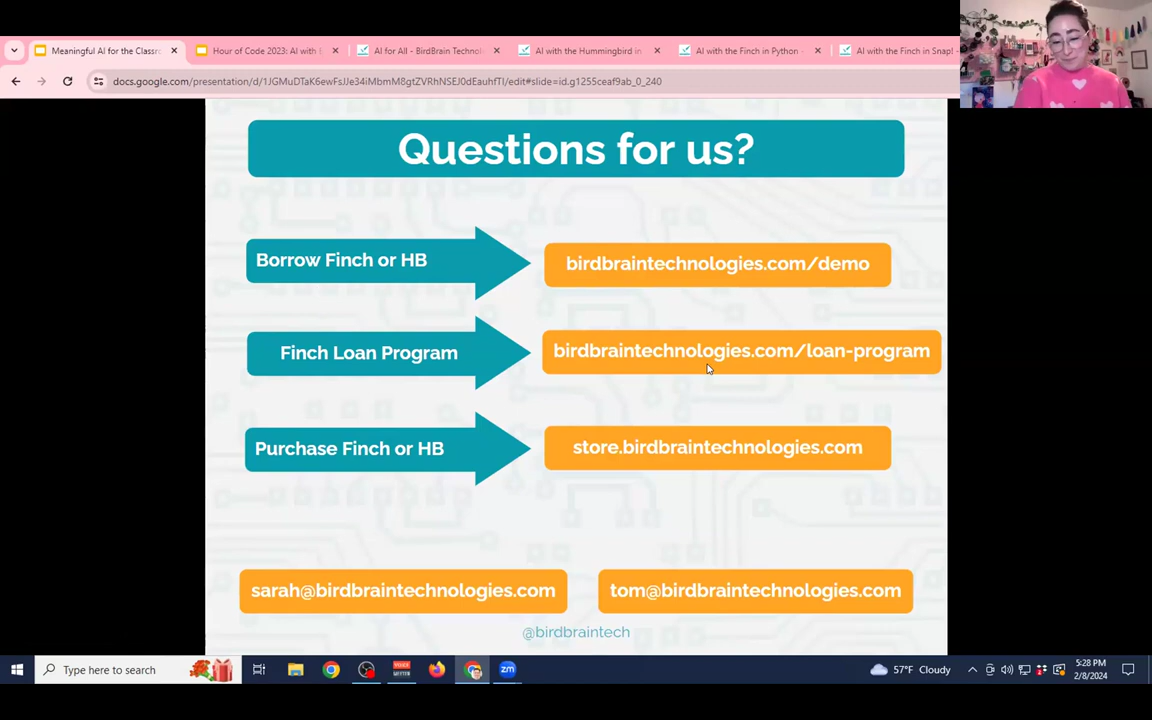 Meaningful AI for the Classro
Hour of Code 2023: AI with
AI for All - BirdBrain Technol
AI with the Hummingbird in
AI with the Finch in Python -
AI with the Finch in Snap! -
docs.google.com/presentation/d/1JGMuDTaK6ewFsJJe34iMbmM8gtZVRhNSEJ0dEauhfTI/edit#slide=id.g1255ceaf9ab_0_240
Questions for us?
Borrow Finch or HB
birdbraintechnologies.com/demo
Finch Loan Program
birdbraintechnologies.com/loan-program
Purchase Finch or HB
store.birdbraintechnologies.com
sarah@birdbraintechnologies.com
tom@birdbraintechnologies.com
@birdbraintech
Type here to search
zm
57°F Cloudy
5:28 PM
2/8/2024